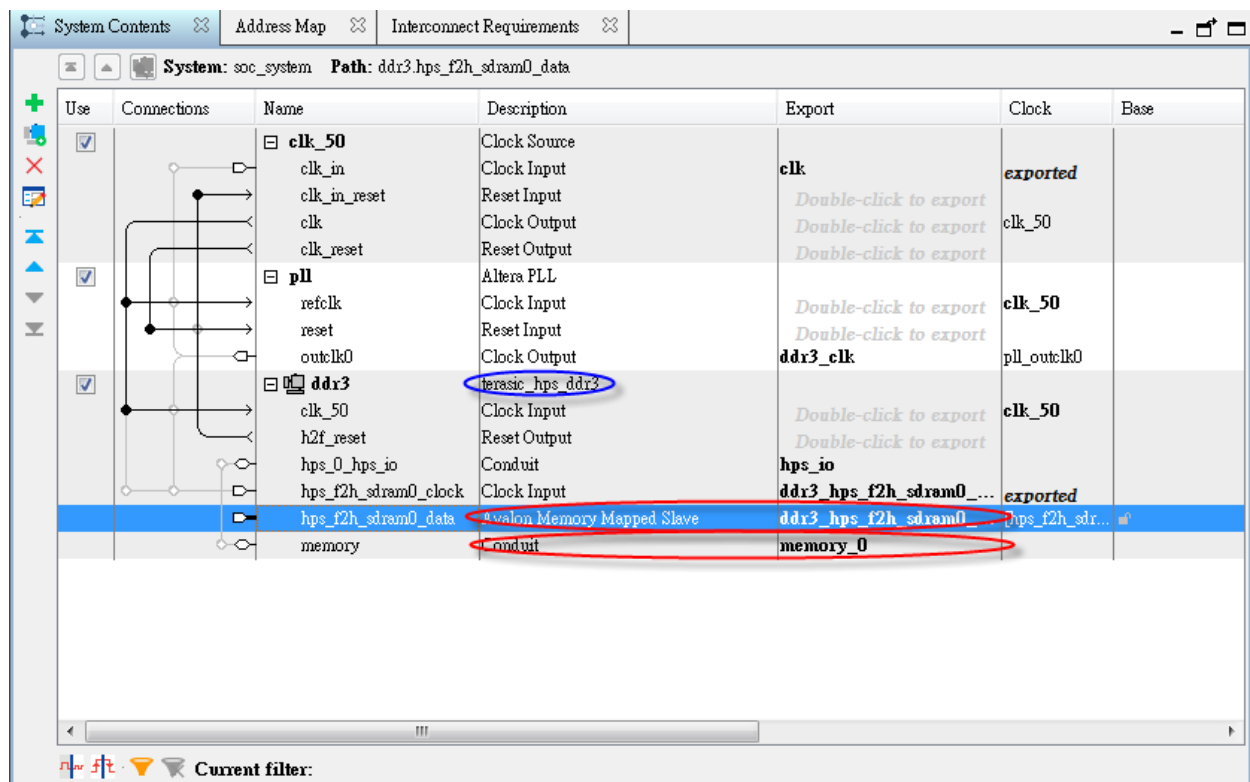 System Contents Address Map Interconnect Requirements
System: soc_system Path: ddr3.hps_f2h_sdram0_data
Use Connections Name Description Export Clock Base
clk_50 Clock Source
clk_in Clock Input clk exported
clk_in_reset Reset Input Double-click to export
clk Clock Output Double-click to export clk_50
clk_reset Reset Output Double-click to export
pll Altera PLL
refclk Clock Input Double-click to export clk_50
reset Reset Input Double-click to export
outclk0 Clock Output ddr3_clk pll_outclk0
ddr3 terasic_hps_ddr3
clk_50 Clock Input Double-click to export clk_50
h2f_reset Reset Output Double-click to export
hps_0_hps_io Conduit hps_io
hps_f2h_sdram0_clock Clock Input ddr3_hps_f2h_sdram0_... exported
hps_f2h_sdram0_data Avalon Memory Mapped Slave ddr3_hps_f2h_sdram0_... [hps_f2h_sdr...
memory Conduit memory_0
Current filter: